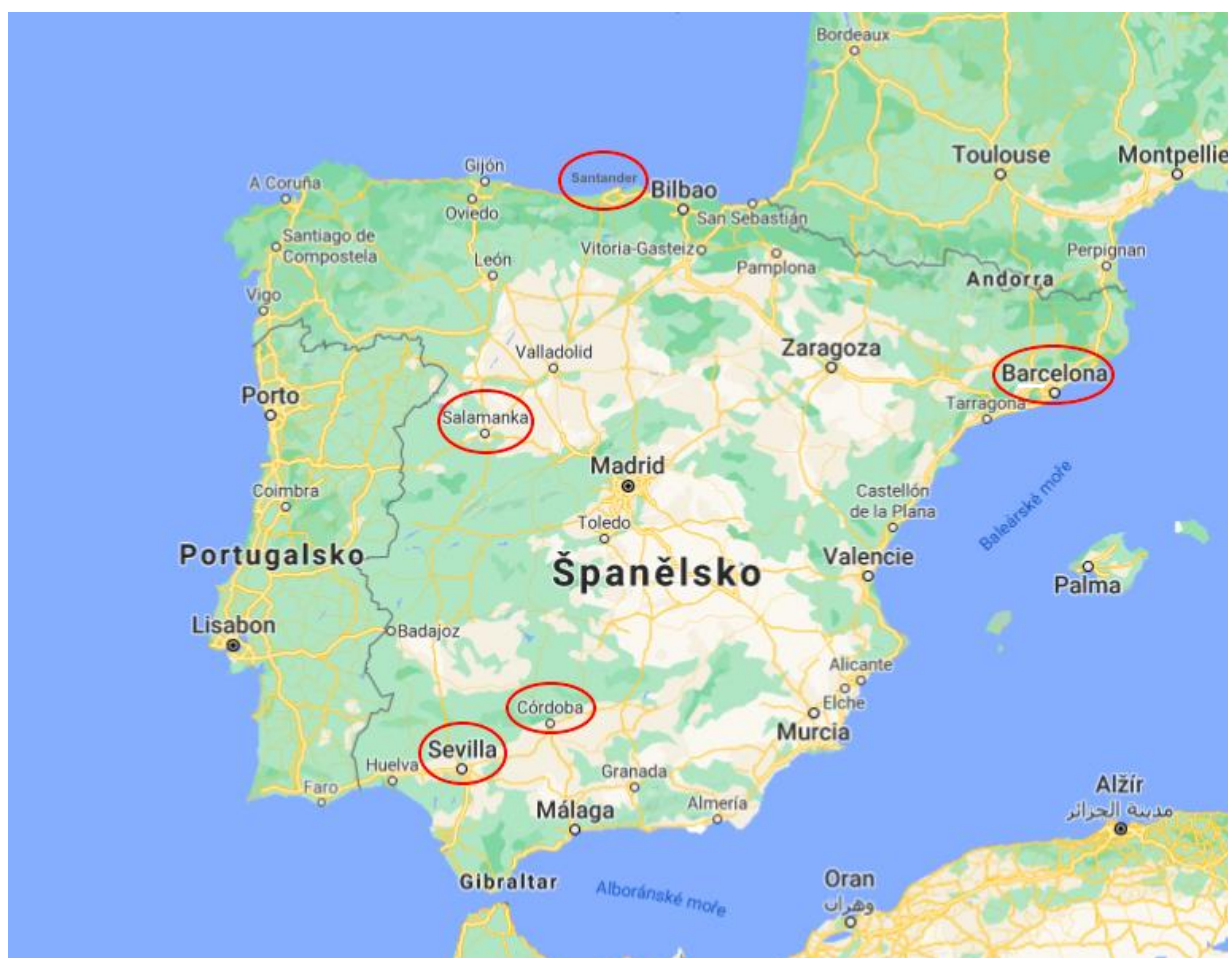 Bordeaux
Toulouse
Montpellie
Gijón
Santander
Bilbao
A Coruña
Oviedo
San Sebastián
Santiago de
Compostela
León
Vitoria-Gasteiz
Pamplona
Perpignan
Andorra
Vigo
Valladolid
Zaragoza
Barcelona
Porto
Salamanka
Tarragona
Madrid
Coimbra
Castellón
de la Plana
Baleárské moře
Toledo
Portugalsko
Španělsko
Valencie
Palma
Lisabon
Badajoz
Alicante
Elche
Córdoba
Murcia
Sevilla
Huelva
Granada
Faro
Málaga
Almería
Alžír
مدينة الجزائر
Gibraltar
Alboránské moře
Oran
وهران